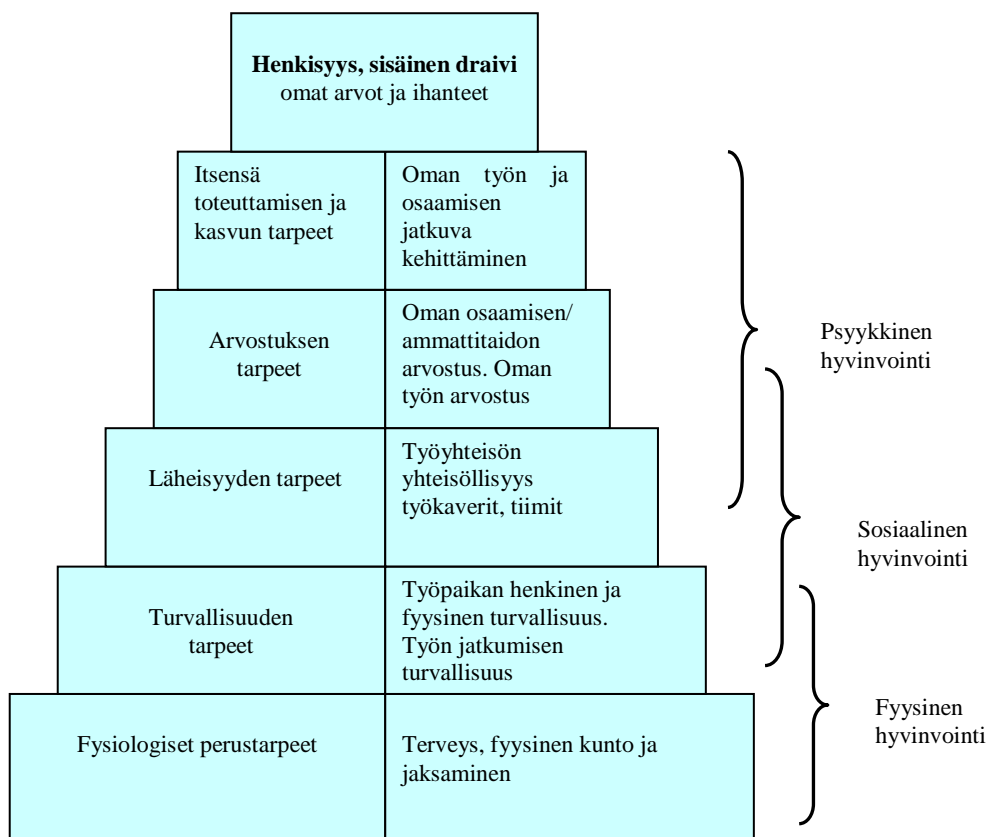 Henkisyys, sisäinen draivi
omat arvot ja ihanteet
Itsensä
toteuttamisen ja
kasvun tarpeet
Oman työn ja
osaamisen
jatkuva
kehittäminen
Arvostuksen
tarpeet
Oman osaamisen/
ammattitaidon
arvostus. Oman
työn arvostus
Psyykkinen
hyvinvointi
Läheisyyden tarpeet
Työyhteisön
yhteisöllisyys
työkaverit, tiimit
Sosiaalinen
hyvinvointi
Turvallisuuden
tarpeet
Työpaikan henkinen ja
fyysinen turvallisuus.
Työn jatkumisen
turvallisuus
Fysiologiset perustarpeet
Terveys, fyysinen kunto ja
jaksaminen
Fyysinen
hyvinvointi